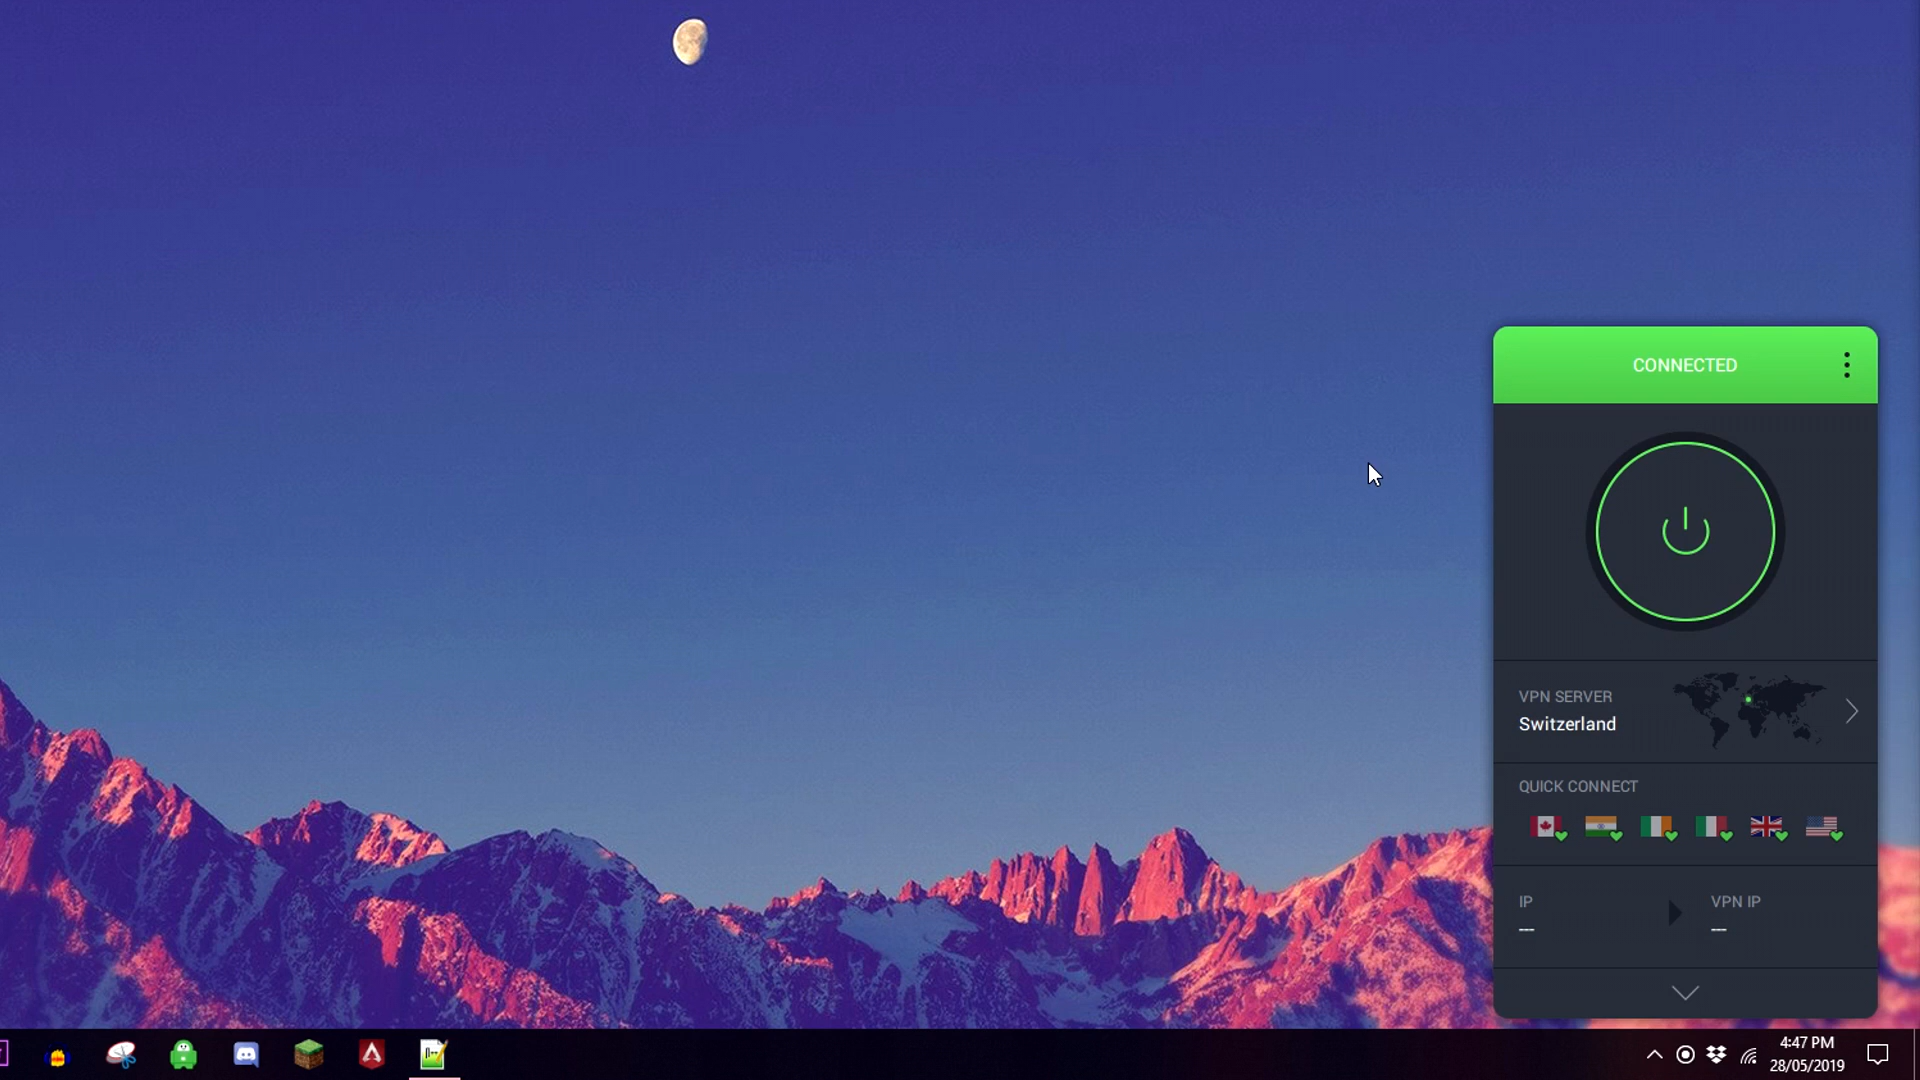 CONNECTED
VPN SERVER
Switzerland
QUICK CONNECT
IP
VPN IP
---
---
4:47 PM
28/05/2019